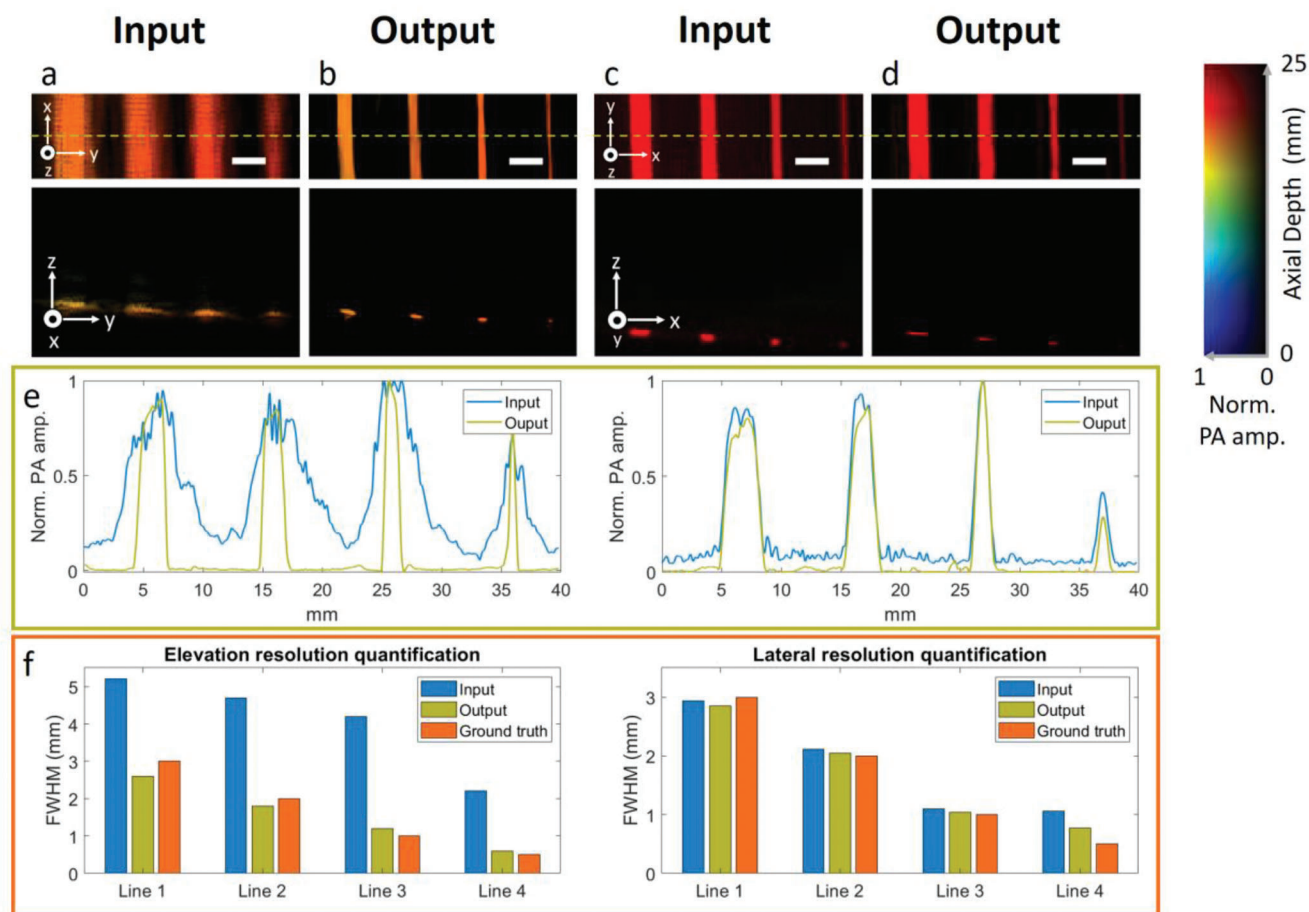 Input Output Input Output
a b c d
x y z
y x z
z y x
z x y
25
Axial Depth (mm)
0
1 0
Norm.
PA amp.
e
Norm. PA amp.
1
0.5
0
0 5 10 15 20 25 30 35 40
mm
Input
Ouput
Norm. PA amp.
1
0.5
0
0 5 10 15 20 25 30 35 40
mm
Input
Ouput
f
Elevation resolution quantification
FWHM (mm)
5
4
3
2
1
0
Line 1 Line 2 Line 3 Line 4
Input
Output
Ground truth
Lateral resolution quantification
FWHM (mm)
3
2
1
0
Line 1 Line 2 Line 3 Line 4
Input
Output
Ground truth